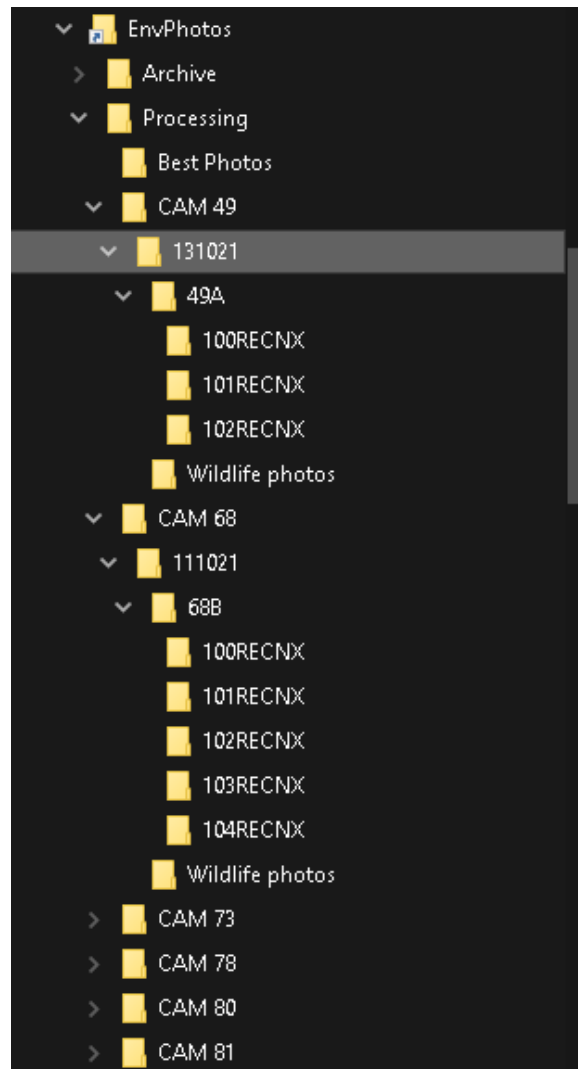 EnvPhotos
Archive
Processing
Best Photos
CAM 49
131021
49A
100RECNX
101RECNX
102RECNX
Wildlife photos
CAM 68
111021
68B
100RECNX
101RECNX
102RECNX
103RECNX
104RECNX
Wildlife photos
CAM 73
CAM 78
CAM 80
CAM 81